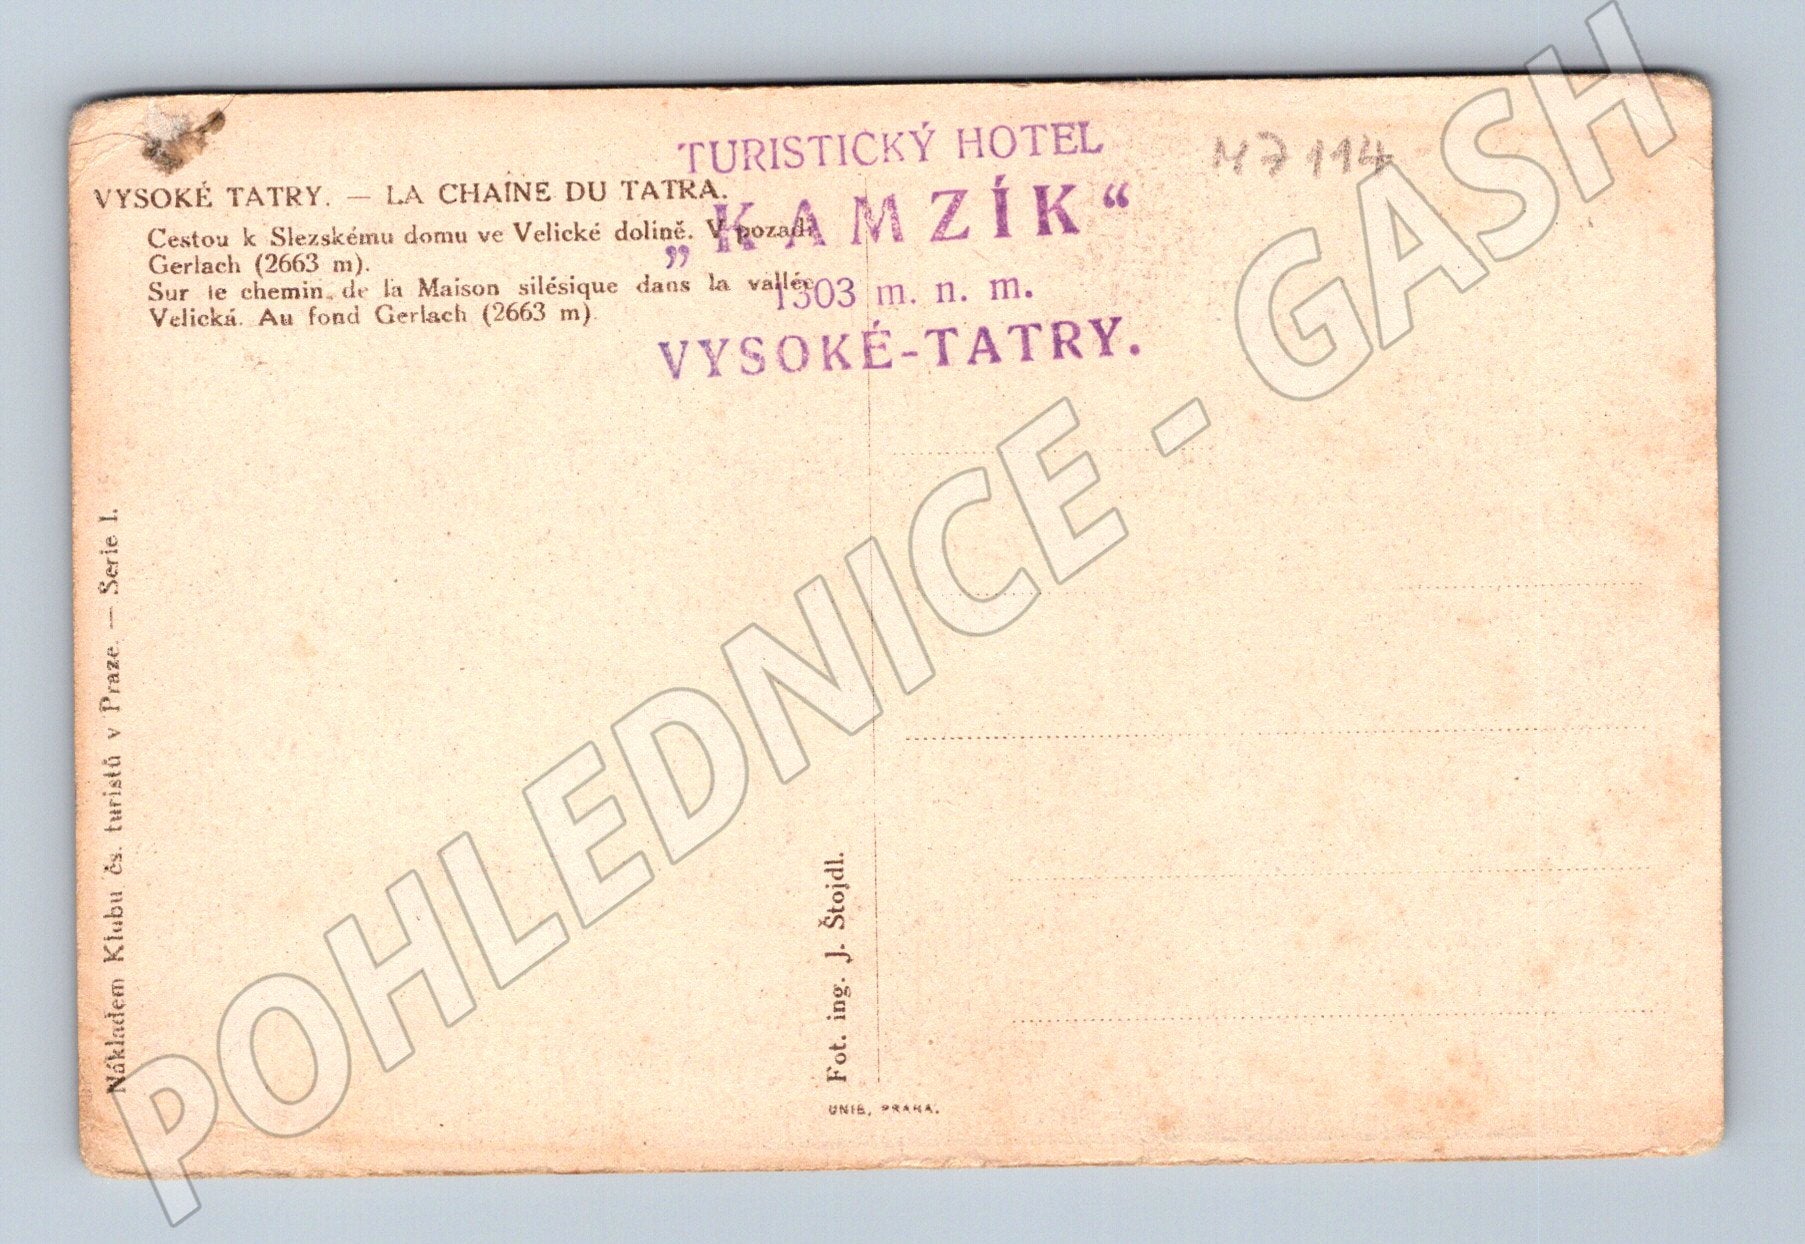 TURISTICKÝ HOTEL
„KAMZÍK“
1303 m. n. m.
VYSOKÉ-TATRY.
M7114
VYSOKÉ TATRY. — LA CHAÎNE DU TATRA.
Cestou k Slezskému domu ve Velické dolině. V pozadí
Gerlach (2663 m).
Sur le chemin de la Maison silésique dans la vallée
Velická. Au fond Gerlach (2663 m)
Nákladem Klubu čs. turistů v Praze. — Serie I.
Fot. ing. J. Štojdl.
UNIE, PRAHA.
POHLEDNICE - GASH